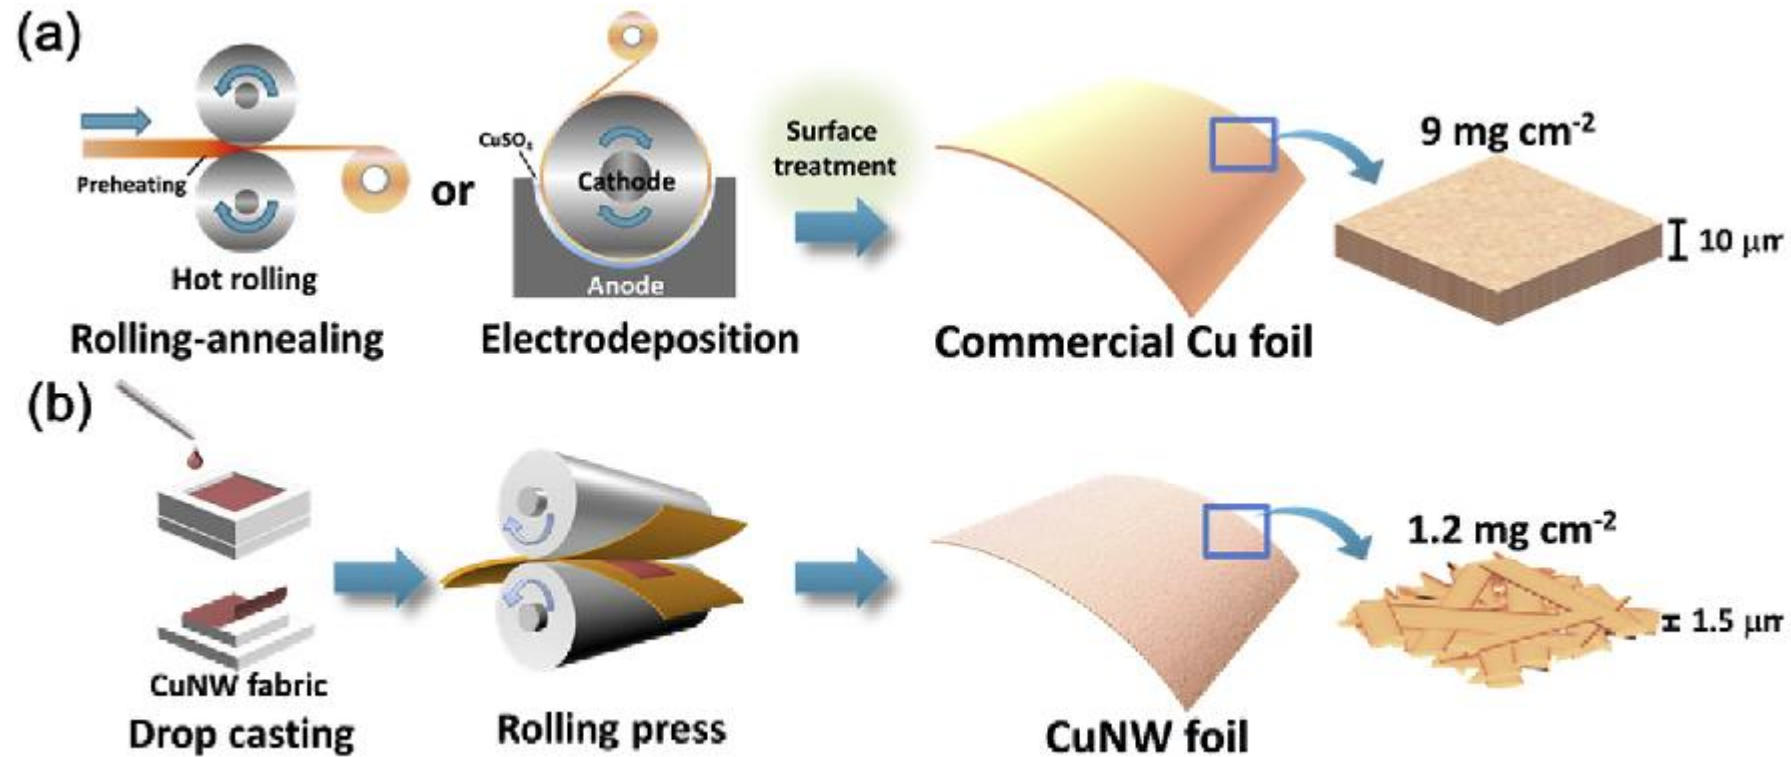 (a)
Preheating
Hot rolling
Rolling-annealing
or
CuSO₄
Cathode
Anode
Electrodeposition
Surface
treatment
Commercial Cu foil
9 mg cm⁻²
10 μm
(b)
CuNW fabric
Drop casting
Rolling press
CuNW foil
1.2 mg cm⁻²
1.5 μm